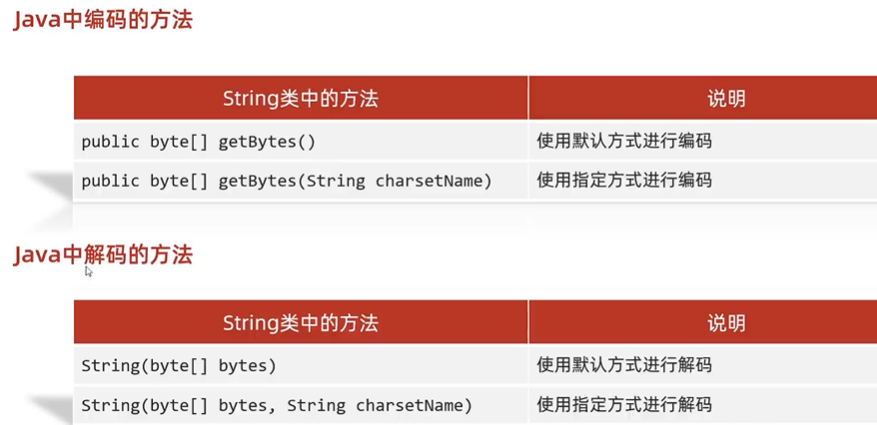 Java中编码的方法
String类中的方法 说明
public byte[] getBytes() 使用默认方式进行编码
public byte[] getBytes(String charsetName) 使用指定方式进行编码
Java中解码的方法
String类中的方法 说明
String(byte[] bytes) 使用默认方式进行解码
String(byte[] bytes, String charsetName) 使用指定方式进行解码